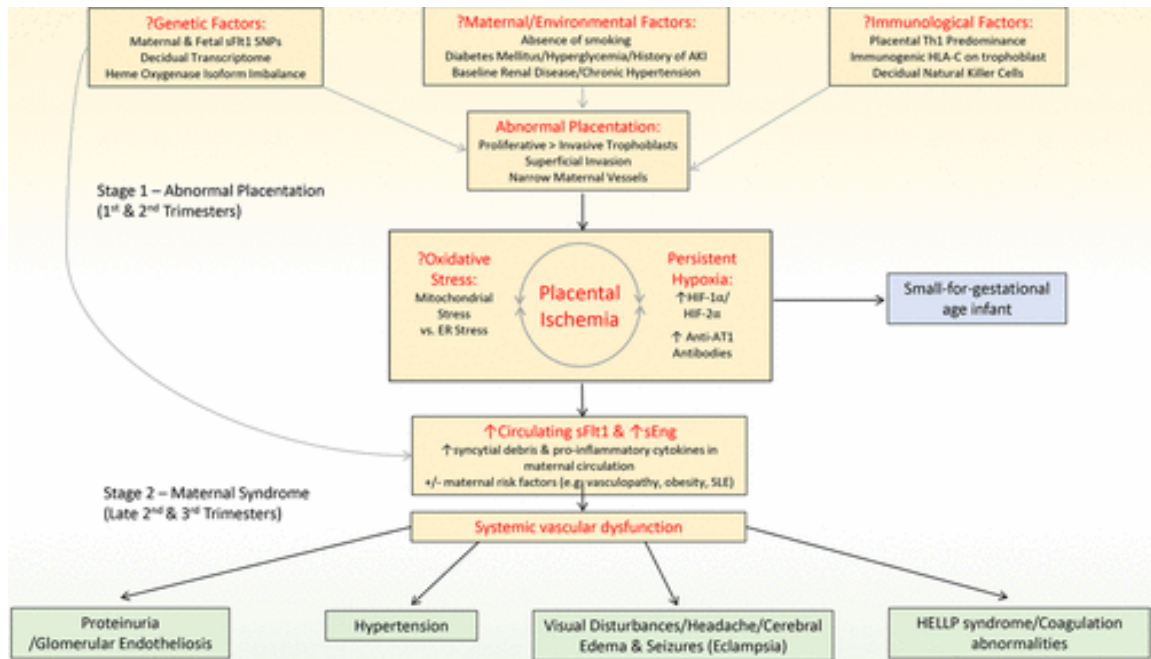 ?Genetic Factors:
Maternal & Fetal sFlt1 SNPs
Decidual Transcriptome
Heme Oxygenase Isoform Imbalance
?Maternal/Environmental Factors:
Absence of smoking
Diabetes Mellitus/Hyperglycemia/History of AKI
Baseline Renal Disease/Chronic Hypertension
?Immunological Factors:
Placental Th1 Predominance
Immunogenic HLA-C on trophoblast
Decidual Natural Killer Cells
Abnormal Placentation:
Proliferative > Invasive Trophoblasts
Superficial Invasion
Narrow Maternal Vessels
Stage 1 – Abnormal Placentation
(1st & 2nd Trimesters)
?Oxidative
Stress:
Mitochondrial
Stress
vs. ER Stress
Placental
Ischemia
Persistent
Hypoxia:
↑HIF-1α/
HIF-2α
↑ Anti-AT1
Antibodies
Small-for-gestational
age infant
↑Circulating sFlt1 & ↑sEng
↑syncytial debris & pro-inflammatory cytokines in
maternal circulation
+/- maternal risk factors (e.g. vasculopathy, obesity, SLE)
Stage 2 – Maternal Syndrome
(Late 2nd & 3rd Trimesters)
Systemic vascular dysfunction
Proteinuria
/Glomerular Endotheliosis
Hypertension
Visual Disturbances/Headache/Cerebral
Edema & Seizures (Eclampsia)
HELLP syndrome/Coagulation
abnormalities